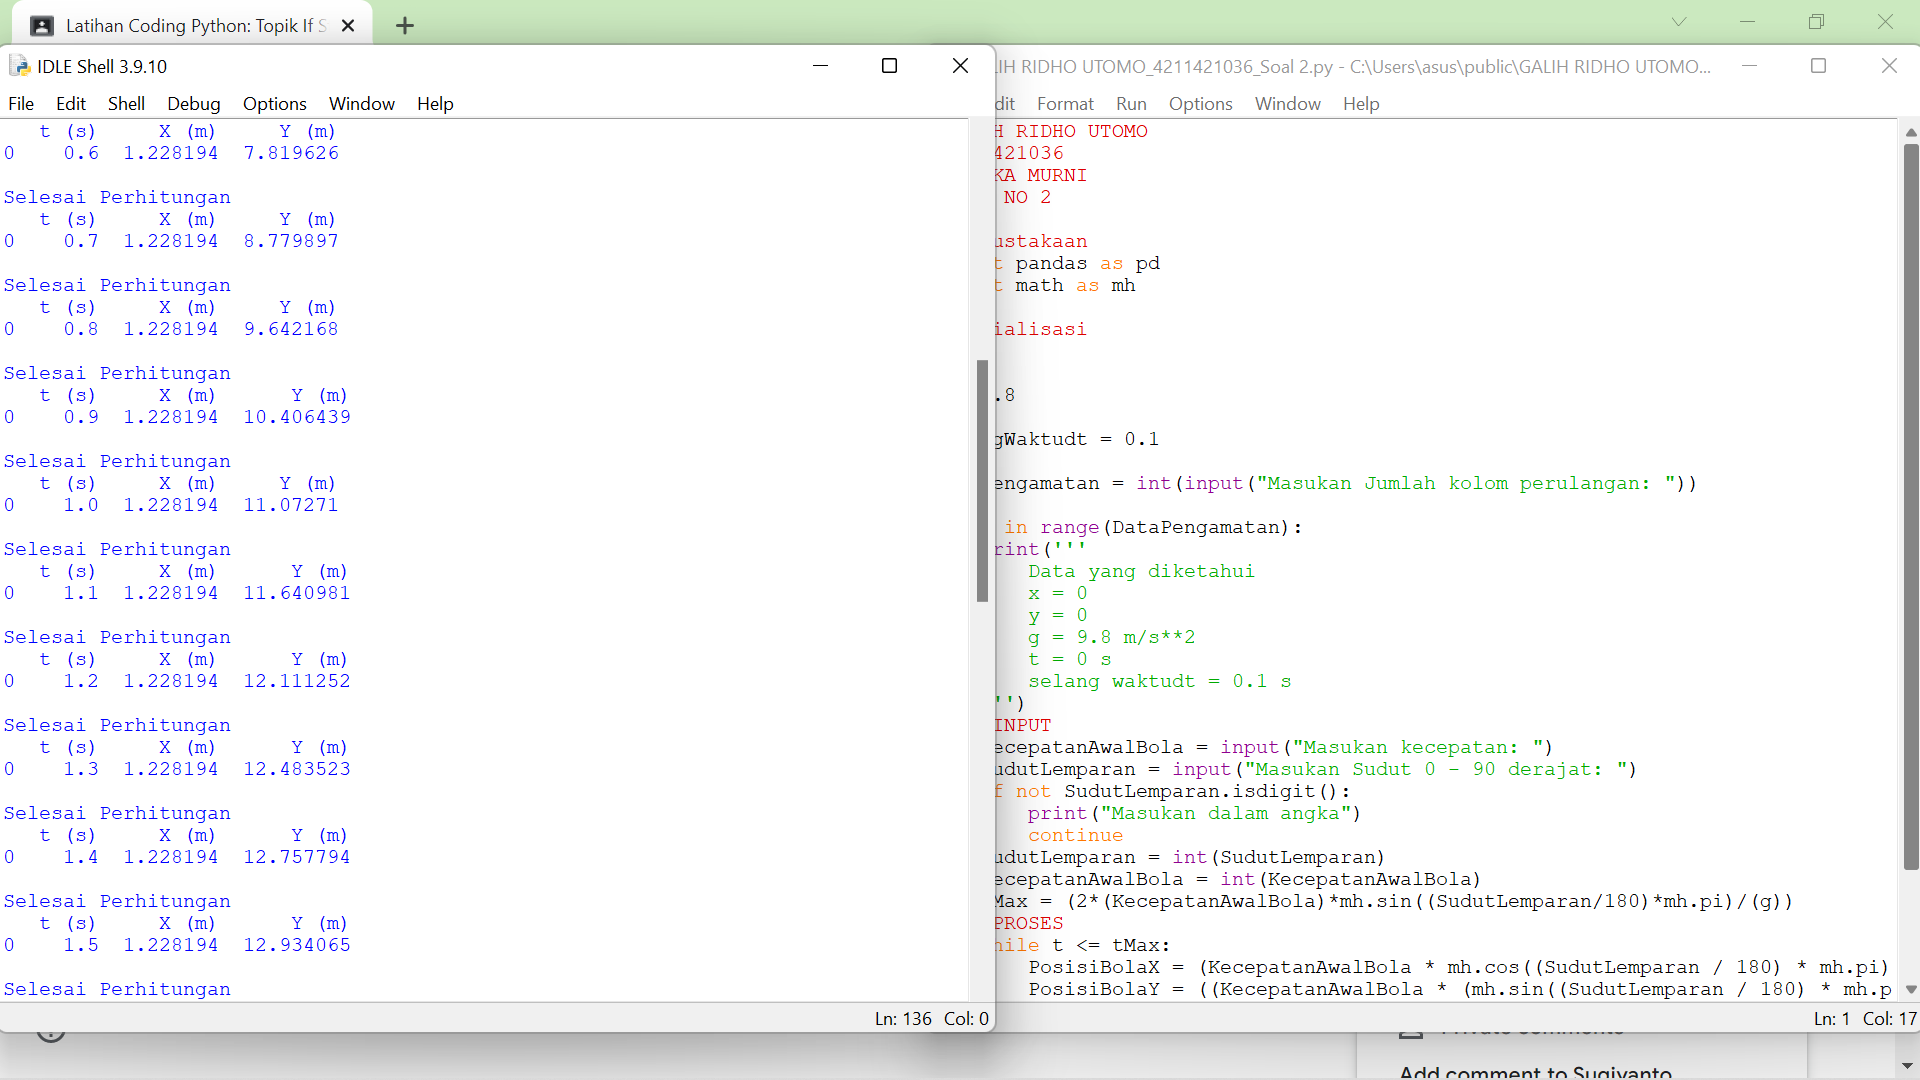 Latihan Coding Python: Topik If S
IDLE Shell 3.9.10
File Edit Shell Debug Options Window Help
t (s) X (m) Y (m)
0 0.6 1.228194 7.819626
Selesai Perhitungan
t (s) X (m) Y (m)
0 0.7 1.228194 8.779897
Selesai Perhitungan
t (s) X (m) Y (m)
0 0.8 1.228194 9.642168
Selesai Perhitungan
t (s) X (m) Y (m)
0 0.9 1.228194 10.406439
Selesai Perhitungan
t (s) X (m) Y (m)
0 1.0 1.228194 11.07271
Selesai Perhitungan
t (s) X (m) Y (m)
0 1.1 1.228194 11.640981
Selesai Perhitungan
t (s) X (m) Y (m)
0 1.2 1.228194 12.111252
Selesai Perhitungan
t (s) X (m) Y (m)
0 1.3 1.228194 12.483523
Selesai Perhitungan
t (s) X (m) Y (m)
0 1.4 1.228194 12.757794
Selesai Perhitungan
t (s) X (m) Y (m)
0 1.5 1.228194 12.934065
Selesai Perhitungan
Ln: 136 Col: 0
IH RIDHO UTOMO_4211421036_Soal 2.py - C:\Users\asus\public\GALIH RIDHO UTOMO...
dit Format Run Options Window Help
H RIDHO UTOMO
421036
KA MURNI
NO 2
ustakaan
t pandas as pd
t math as mh
ialisasi
.8
gWaktudt = 0.1
engamatan = int(input("Masukan Jumlah kolom perulangan: "))
in range(DataPengamatan):
rint('''
Data yang diketahui
x = 0
y = 0
g = 9.8 m/s**2
t = 0 s
selang waktudt = 0.1 s
'')
INPUT
ecepatanAwalBola = input("Masukan kecepatan: ")
udutLemparan = input("Masukan Sudut 0 - 90 derajat: ")
f not SudutLemparan.isdigit():
print("Masukan dalam angka")
continue
udutLemparan = int(SudutLemparan)
ecepatanAwalBola = int(KecepatanAwalBola)
Max = (2*(KecepatanAwalBola)*mh.sin((SudutLemparan/180)*mh.pi)/(g))
PROSES
hile t <= tMax:
PosisiBolaX = (KecepatanAwalBola * mh.cos((SudutLemparan / 180) * mh.pi)
PosisiBolaY = ((KecepatanAwalBola * (mh.sin((SudutLemparan / 180) * mh.p
Ln: 1 Col: 17
Add comment to Sugiyanto